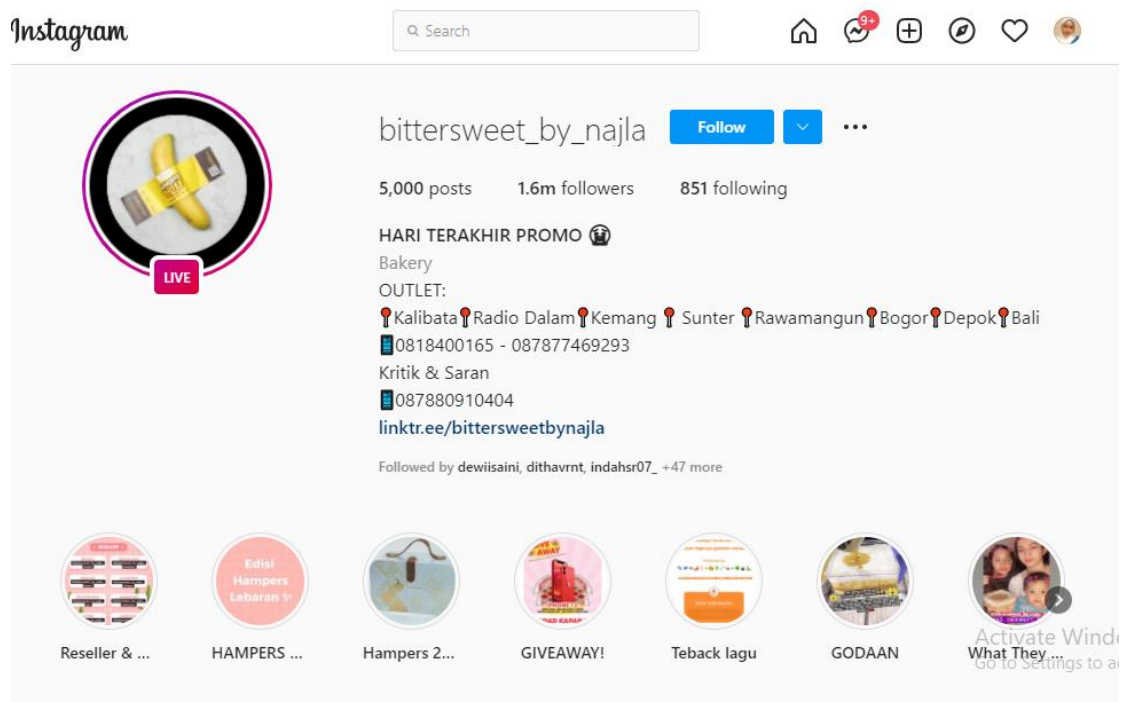 Instagram
Search
9+
bittersweet_by_najla Follow
5,000 posts 1.6m followers 851 following
HARI TERAKHIR PROMO
Bakery
OUTLET:
Kalibata Radio Dalam Kemang Sunter Rawamangun Bogor Depok Bali
0818400165 - 087877469293
Kritik & Saran
087880910404
linktr.ee/bittersweetbynajla
Followed by dewiisaini, dithavrnt, indahsr07_ +47 more
LIVE
Edisi
Hampers
Lebaran
Reseller & ... HAMPERS ... Hampers 2... GIVEAWAY! Teback lagu GODAAN What They ...
Activate Windo
Go to Settings to a